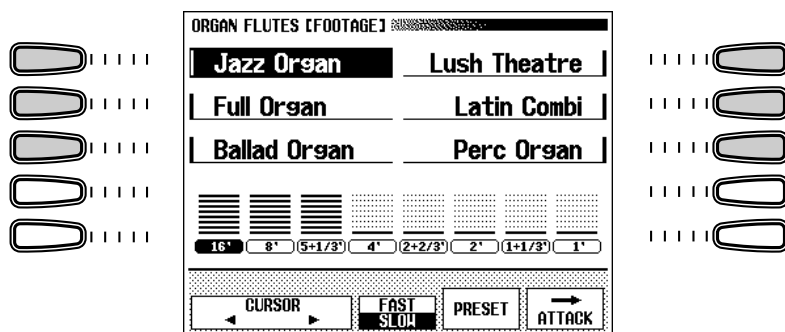 ORGAN FLUTES [FOOTAGE]
Jazz Organ Lush Theatre
Full Organ Latin Combi
Ballad Organ Perc Organ
16' 8' 5+1/3' 4' 2+2/3' 2' 1+1/3' 1'
CURSOR FAST PRESET
SLOW ATTACK